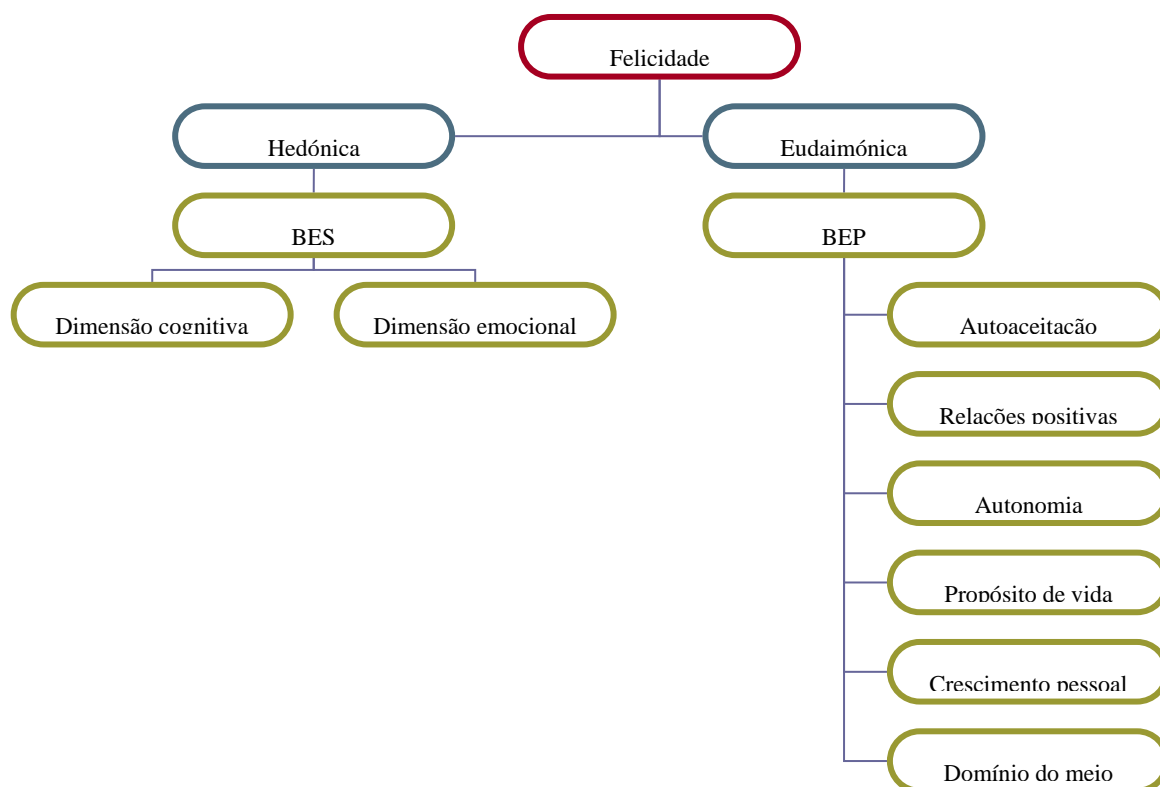 Felicidade
Hedónica
Eudaimónica
BES
BEP
Dimensão cognitiva
Dimensão emocional
Autoaceitação
Relações positivas
Autonomia
Propósito de vida
Crescimento pessoal
Domínio do meio